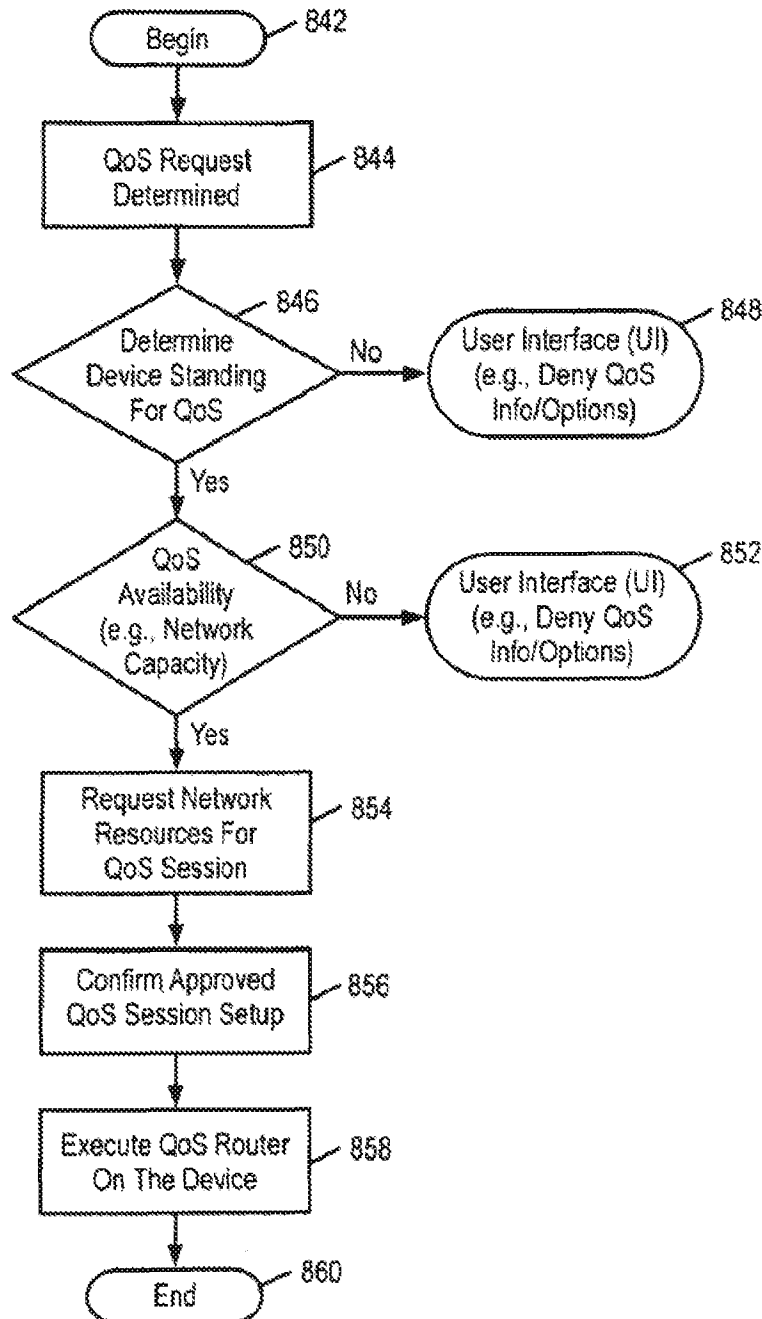 Begin
842
QoS Request
Determined
844
846
Determine
Device Standing
For QoS
No
User Interface (UI)
(e.g., Deny QoS
Info/Options)
848
Yes
850
QoS
Availability
(e.g., Network
Capacity)
No
User Interface (UI)
(e.g., Deny QoS
Info/Options)
852
Yes
Request Network
Resources For
QoS Session
854
Confirm Approved
QoS Session Setup
856
Execute QoS Router
On The Device
858
End
860